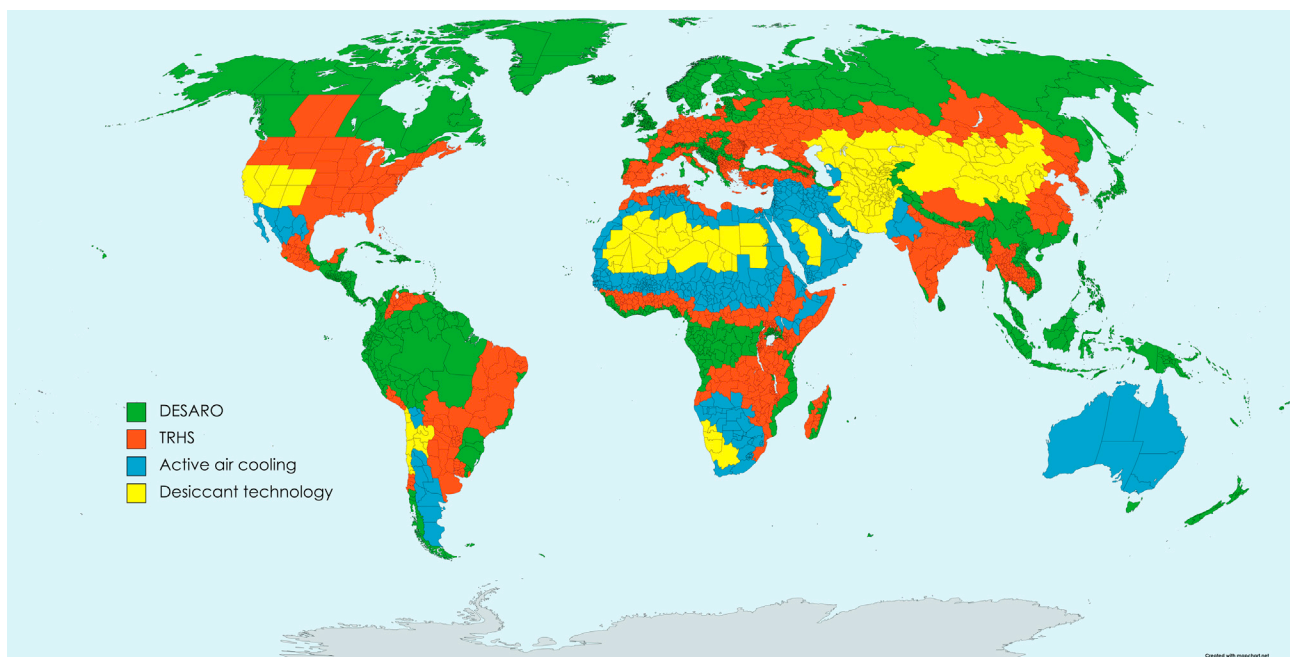 DESARO
TRHS
Active air cooling
Desiccant technology
Created with mapchart.net